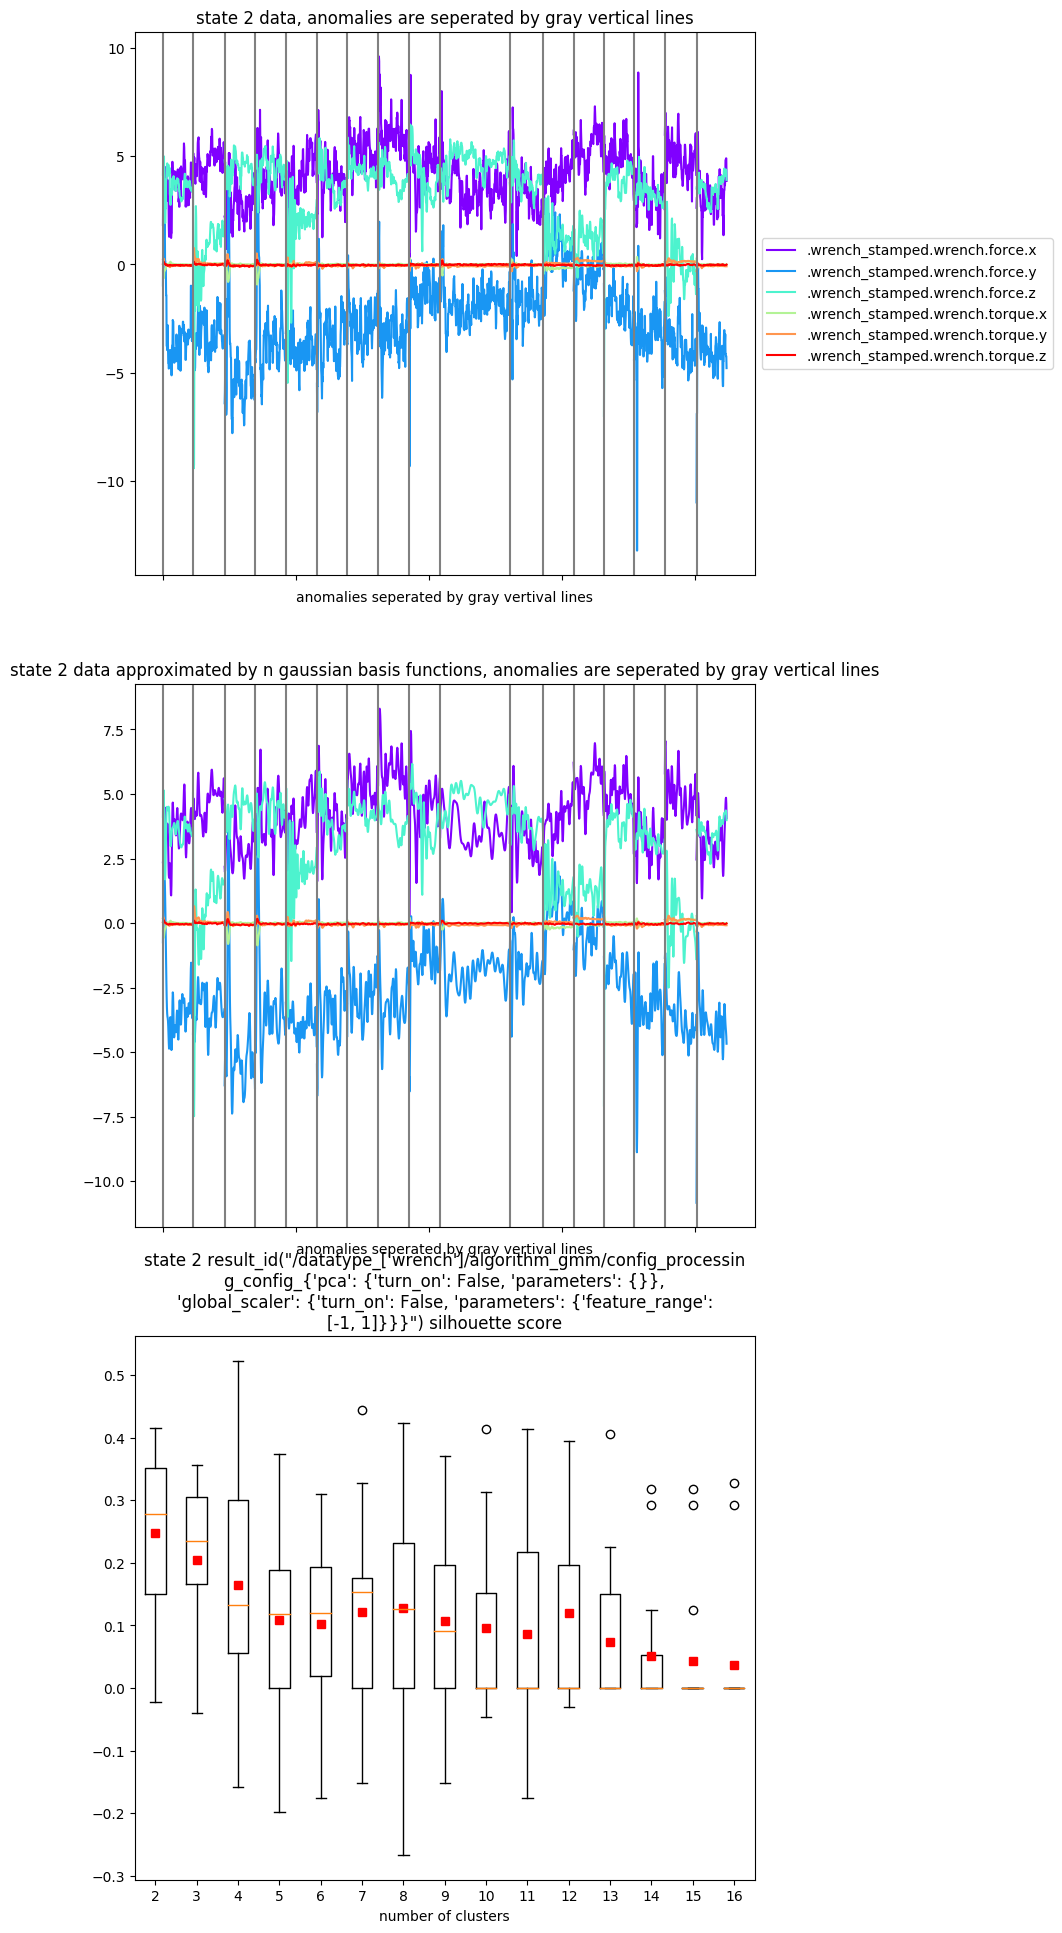 state 2 data, anomalies are seperated by gray vertical lines
10
5
0
−5
−10
.wrench_stamped.wrench.force.x
.wrench_stamped.wrench.force.y
.wrench_stamped.wrench.force.z
.wrench_stamped.wrench.torque.x
.wrench_stamped.wrench.torque.y
.wrench_stamped.wrench.torque.z
anomalies seperated by gray vertival lines
state 2 data approximated by n gaussian basis functions, anomalies are seperated by gray vertical lines
7.5
5.0
2.5
0.0
−2.5
−5.0
−7.5
−10.0
anomalies seperated by gray vertival lines
state 2 result_id("/datatype_['wrench']/algorithm_gmm/config_processin
g_config_{'pca': {'turn_on': False, 'parameters': {}},
'global_scaler': {'turn_on': False, 'parameters': {'feature_range':
[-1, 1]}}}") silhouette score
0.5
0.4
0.3
0.2
0.1
0.0
−0.1
−0.2
−0.3
2 3 4 5 6 7 8 9 10 11 12 13 14 15 16
number of clusters